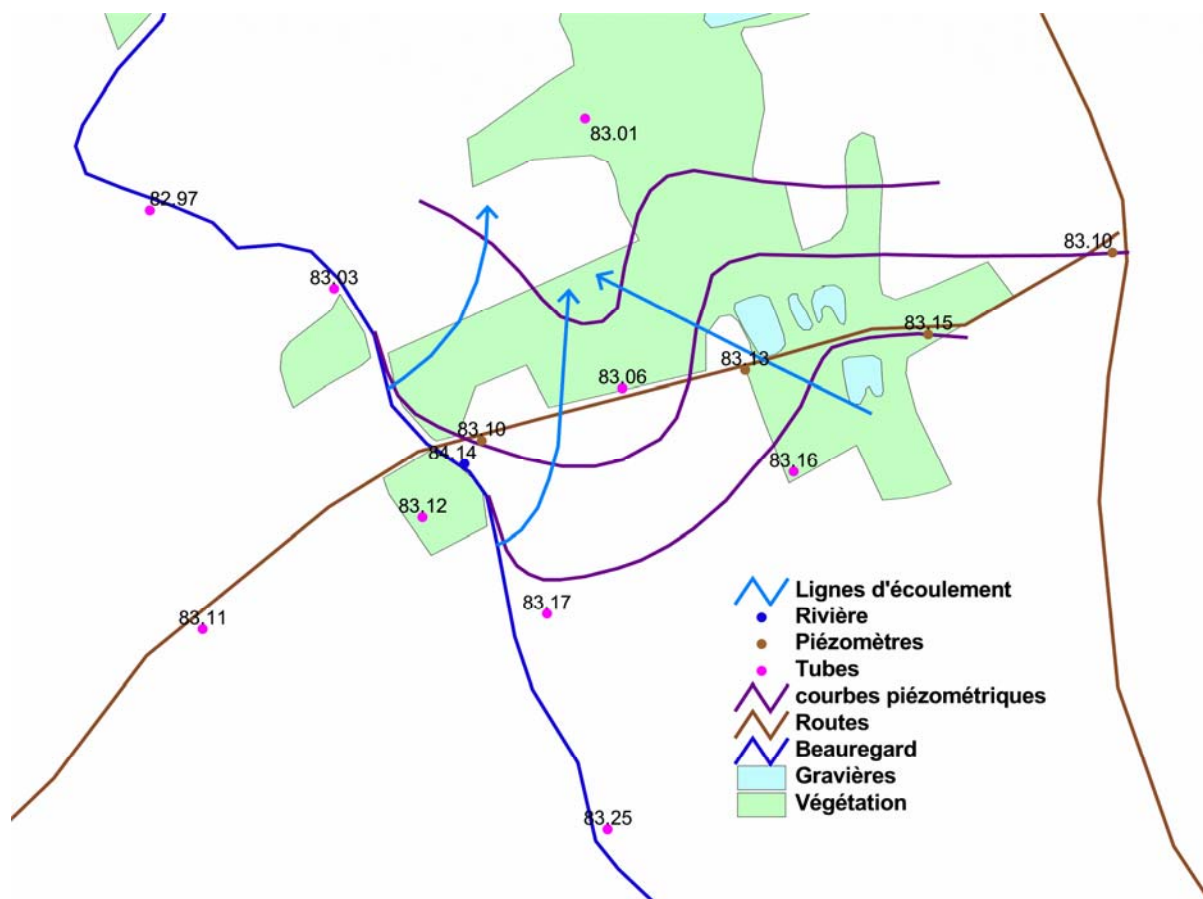 83.01
82.97
83.10
83.03
83.15
83.13
83.06
83.10
84.14
83.16
83.12
83.17
83.11
83.25
Lignes d'écoulement
Rivière
Piézomètres
Tubes
courbes piézométriques
Routes
Beauregard
Gravières
Végétation